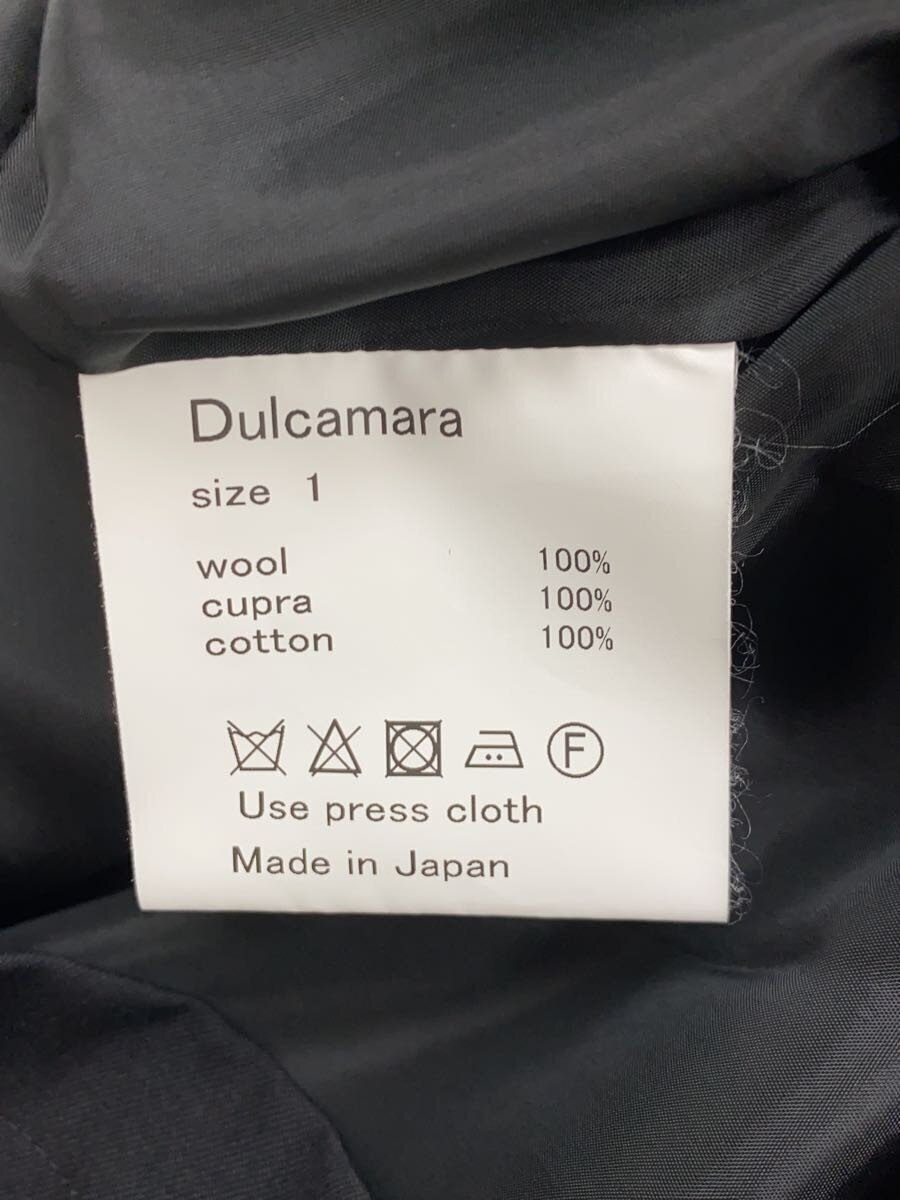 Dulcamara
size 1
wool 100%
cupra 100%
cotton 100%
F
Use press cloth
Made in Japan